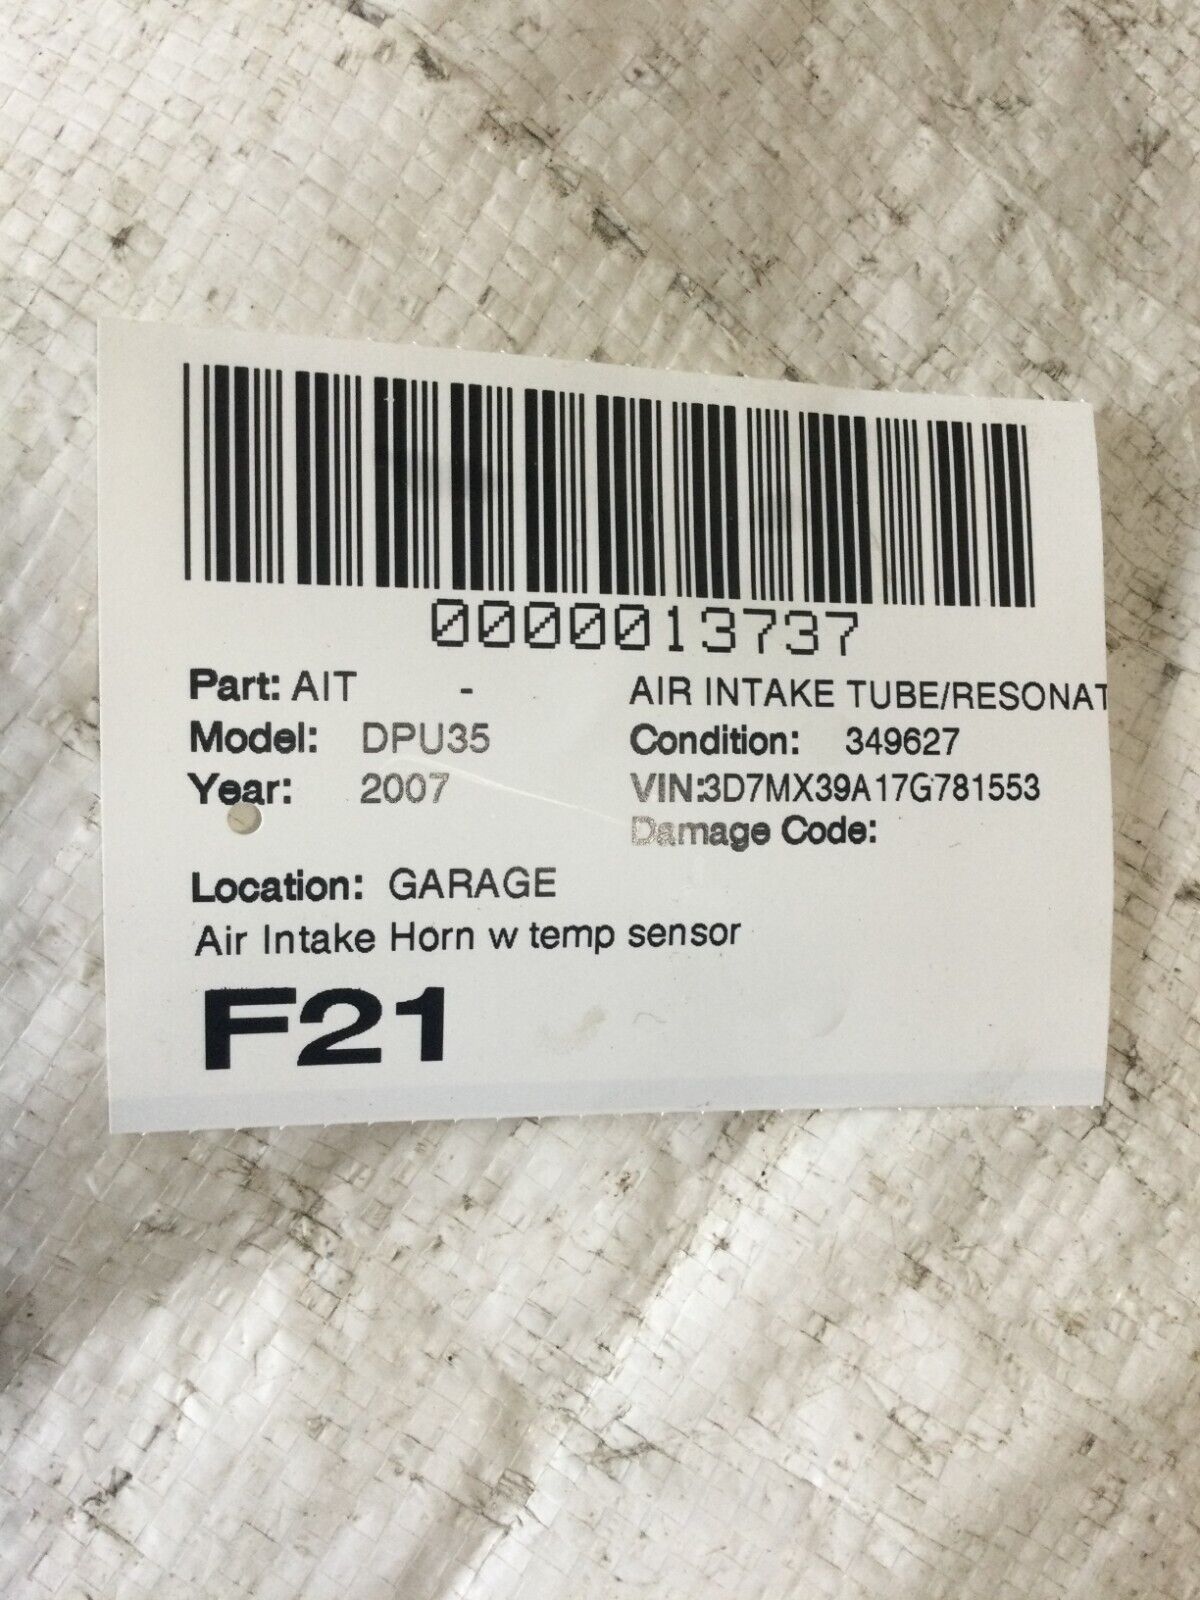 0000013737
Part: AIT - AIR INTAKE TUBE/RESONAT
Model: DPU35 Condition: 349627
Year: 2007 VIN:3D7MX39A17G781553
Damage Code:
Location: GARAGE
Air Intake Horn w temp sensor
F21